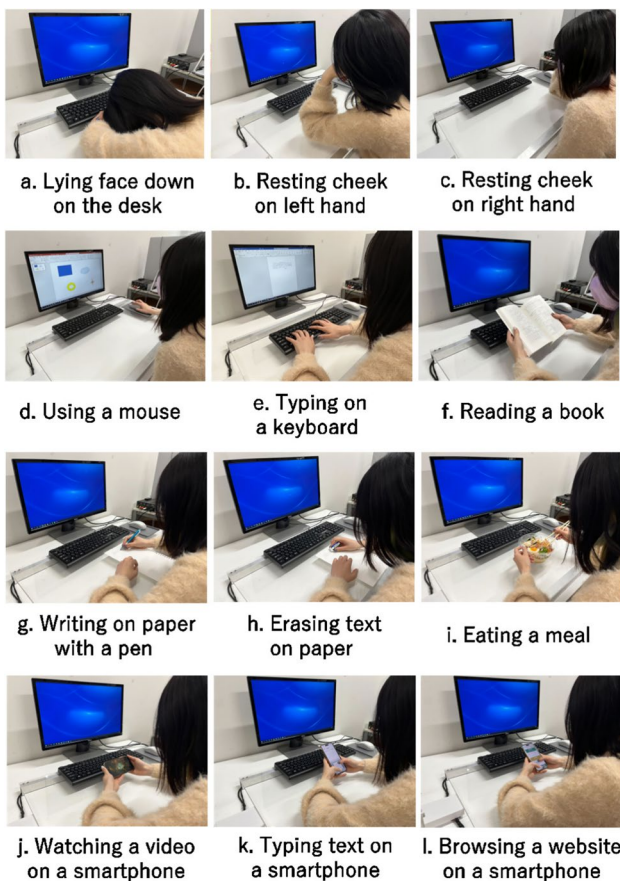 a. Lying face down
on the desk
b. Resting cheek
on left hand
c. Resting cheek
on right hand
d. Using a mouse
e. Typing on
a keyboard
f. Reading a book
g. Writing on paper
with a pen
h. Erasing text
on paper
i. Eating a meal
j. Watching a video
on a smartphone
k. Typing text on
a smartphone
l. Browsing a website
on a smartphone